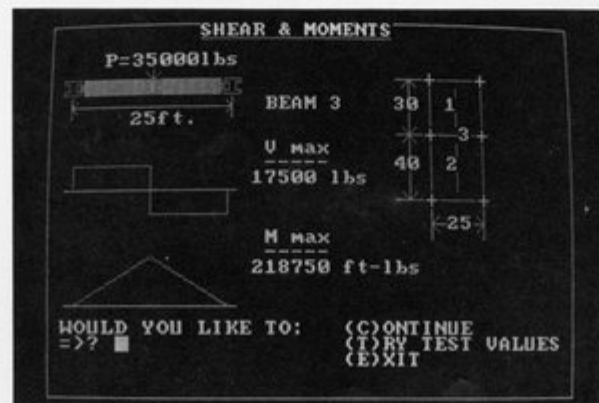 SHEAR & MOMENTS
P=35000lbs
25ft.
BEAM 3
V max
17500 lbs
M max
218750 ft-lbs
30
1
3
40
2
25
WOULD YOU LIKE TO:
=>?
(C)ONTINUE
(T)RY TEST VALUES
(E)XIT